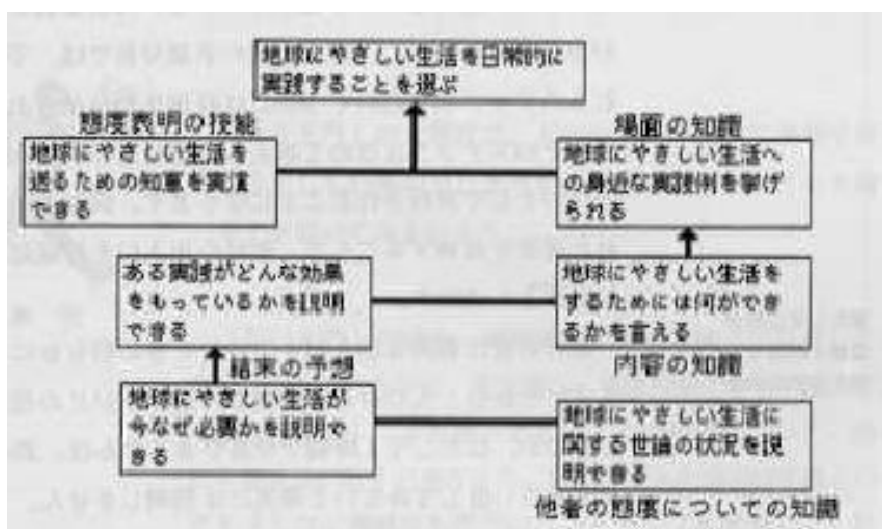 地球にやさしい生活を日常的に
実践することを選ぶ
態度表明の技能
場面の知識
地球にやさしい生活を
送るための知恵を実演
できる
地球にやさしい生活へ
の身近な実践例を挙げ
られる
ある実践がどんな効果
をもっているかを説明
できる
地球にやさしい生活を
するためには何ができ
るかを言える
結末の予想
内容の知識
地球にやさしい生活が
今なぜ必要かを説明で
きる
地球にやさしい生活に
関する世論の状況を説
明できる
他者の態度についての知識